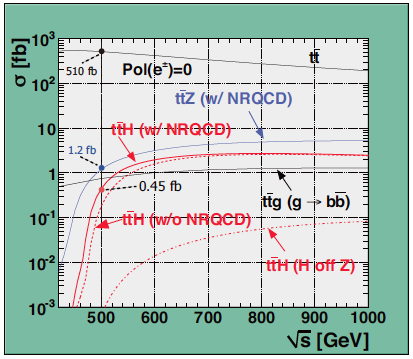 σ [fb]
10³
10²
10
1
10⁻¹
10⁻²
10⁻³
510 fb
Pol(e±)=0
tt̄
tt̄Z (w/ NRQCD)
tt̄H (w/ NRQCD)
1.2 fb
0.45 fb
tt̄g (g → bb̄)
tt̄H (w/o NRQCD)
tt̄H (H off Z)
500 600 700 800 900 1000
√s [GeV]